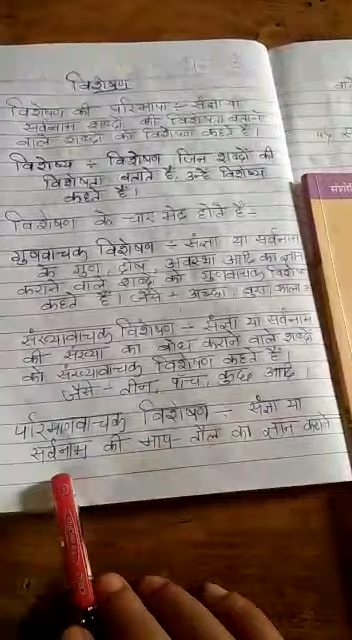 विशेषण
विशेषण की परिभाषा ÷ संज्ञा या
सर्वनाम शब्दों की विशेषता बताने
वाले शब्दों को विशेषण कहते हैं।
विशेष्य ÷ विशेषण जिन शब्दों की
विशेषता बताते है, उन्हें विशेष्य
कहते हैं।
विशेषण के चार भेद होते हैं-
गुणवाचक विशेषण ÷ संज्ञा या सर्वनाम
के गुण, दोष, अवस्था आदि का ज्ञान
कराने वाले शब्दों को गुणवाचक विशेष
कहते हैं। जैसे - अच्छा, बुरा, काला
संख्यावाचक विशेषण - संज्ञा या सर्वनाम
की संख्या का बोध कराने वाले शब्दों
को संख्यावाचक विशेषण कहते हैं।
जैसे - तीन, पांच, कुछ आदि।
परिमाणवाचक विशेषण ÷ संज्ञा या
सर्वनाम की माप-तौल का ज्ञान कराने